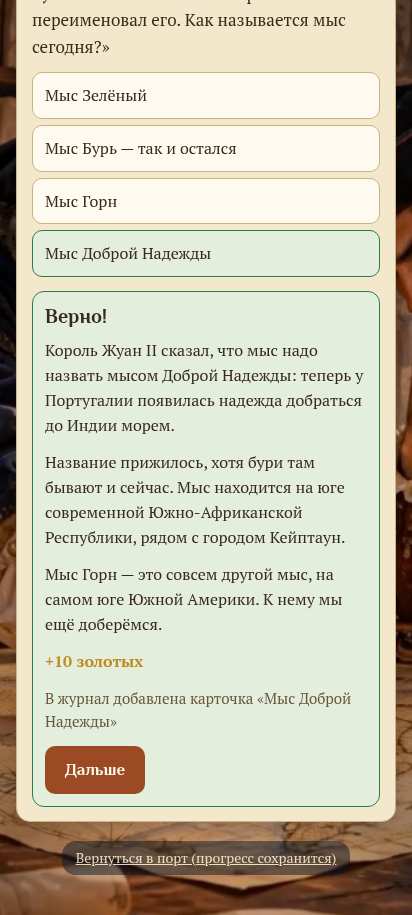 переименовал его. Как называется мыс
сегодня?»
Мыс Зелёный
Мыс Бурь — так и остался
Мыс Горн
Мыс Доброй Надежды
Верно!
Король Жуан II сказал, что мыс надо
назвать мысом Доброй Надежды: теперь у
Португалии появилась надежда добраться
до Индии морем.
Название прижилось, хотя бури там
бывают и сейчас. Мыс находится на юге
современной Южно-Африканской
Республики, рядом с городом Кейптаун.
Мыс Горн — это совсем другой мыс, на
самом юге Южной Америки. К нему мы
ещё доберёмся.
+10 золотых
В журнал добавлена карточка «Мыс Доброй
Надежды»
Дальше
Вернуться в порт (прогресс сохранится)